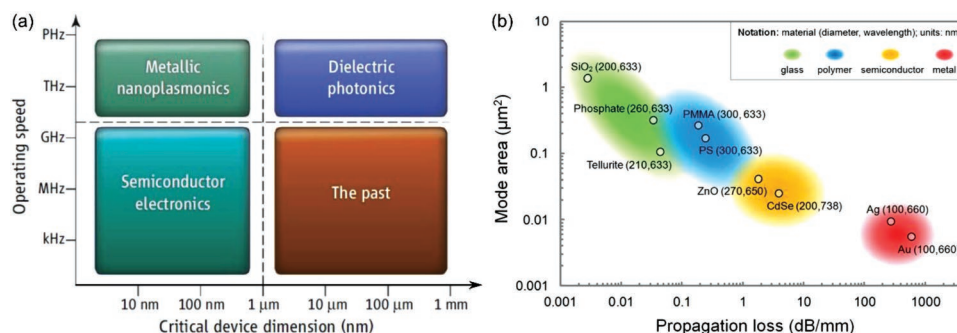 (a)
PHz
THz
GHz
MHz
kHz
Operating speed
Metallic
nanoplasmonics
Dielectric
photonics
Semiconductor
electronics
The past
10 nm
100 nm
1 μm
10 μm
100 μm
1 mm
Critical device dimension (nm)
(b)
Notation: material (diameter, wavelength); units: nm
glass
polymer
semiconductor
metal
Mode area (μm²)
10
1
0.1
0.01
0.001
SiO₂ (200,633)
Phosphate (260,633)
PMMA (300,633)
PS (300,633)
Tellurite (210,633)
ZnO (270,650)
CdSe (200,738)
Ag (100,660)
Au (100,660)
0.001
0.01
0.1
1
10
100
1000
Propagation loss (dB/mm)